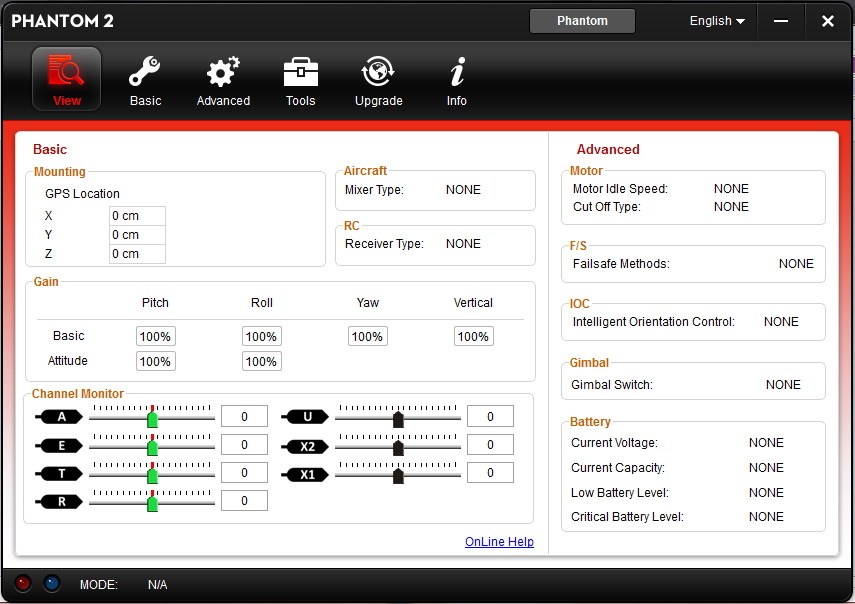 PHANTOM 2
Phantom
English
View
Basic
Advanced
Tools
Upgrade
Info
Basic
Mounting
GPS Location
X 0 cm
Y 0 cm
Z 0 cm
Aircraft
Mixer Type: NONE
RC
Receiver Type: NONE
Gain
Pitch Roll Yaw Vertical
Basic 100% 100% 100% 100%
Attitude 100% 100%
Channel Monitor
A 0 U 0
E 0 X2 0
T 0 X1 0
R 0
OnLine Help
Advanced
Motor
Motor Idle Speed: NONE
Cut Off Type: NONE
F/S
Failsafe Methods: NONE
IOC
Intelligent Orientation Control: NONE
Gimbal
Gimbal Switch: NONE
Battery
Current Voltage: NONE
Current Capacity: NONE
Low Battery Level: NONE
Critical Battery Level: NONE
MODE: N/A